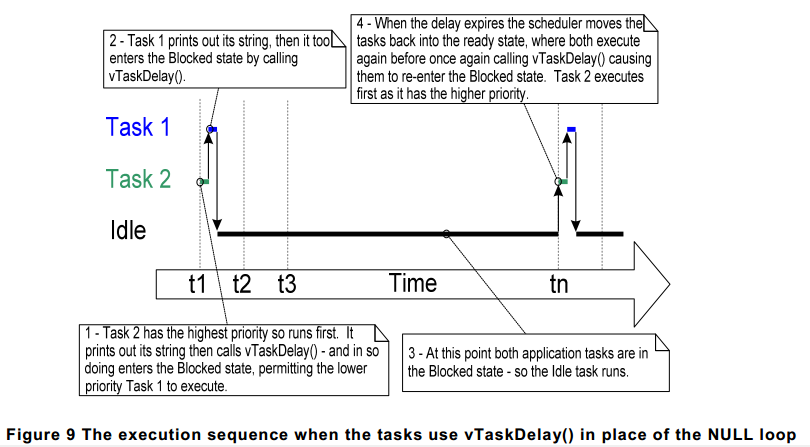 2 - Task 1 prints out its string, then it too
enters the Blocked state by calling
vTaskDelay().
4 - When the delay expires the scheduler moves the
tasks back into the ready state, where both execute
again before once again calling vTaskDelay() causing
them to re-enter the Blocked state.  Task 2 executes
first as it has the higher priority.
Task 1
Task 2
Idle
t1 t2 t3 Time tn
1 - Task 2 has the highest priority so runs first.  It
prints out its string then calls vTaskDelay() - and in so
doing enters the Blocked state, permitting the lower
priority Task 1 to execute.
3 - At this point both application tasks are in
the Blocked state - so the Idle task runs.
Figure 9 The execution sequence when the tasks use vTaskDelay() in place of the NULL loop